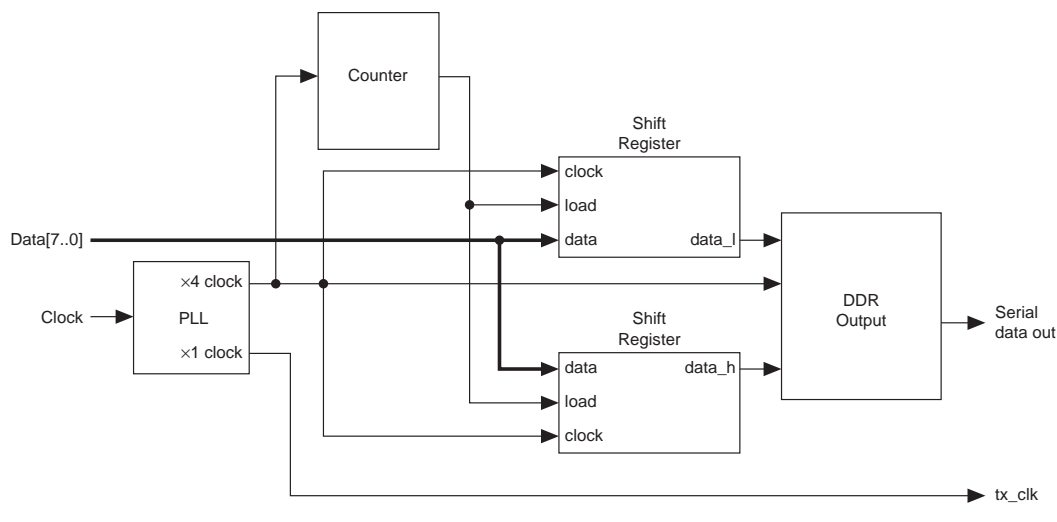 Counter
Shift
Register
clock
load
data
data_l
Data[7..0]
×4 clock
PLL
×1 clock
Clock
DDR
Output
Serial
data out
Shift
Register
data
data_h
load
clock
tx_clk